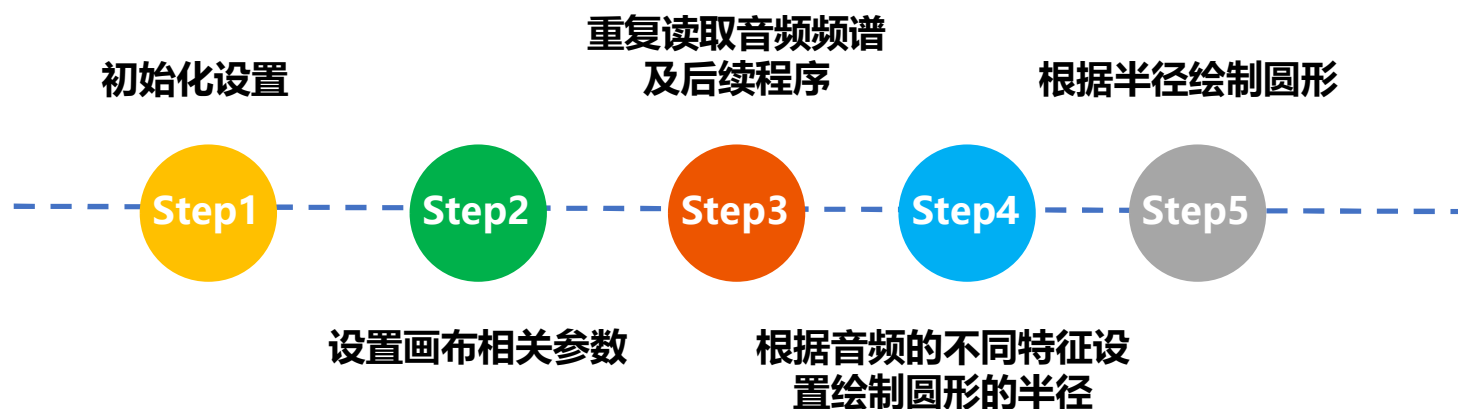 初始化设置
重复读取音频频谱
及后续程序
根据半径绘制圆形
Step1
Step2
Step3
Step4
Step5
设置画布相关参数
根据音频的不同特征设
置绘制圆形的半径